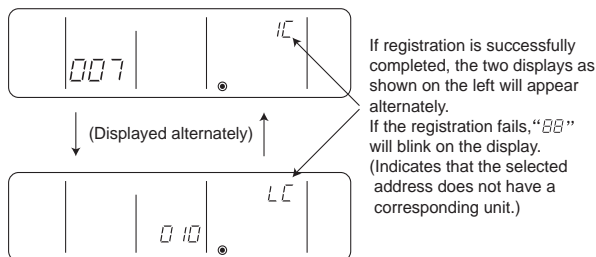 IC
007
(Displayed alternately)
LC
010
If registration is successfully
completed, the two displays as
shown on the left will appear
alternately.
If the registration fails,“88”
will blink on the display.
(Indicates that the selected
address does not have a
corresponding unit.)